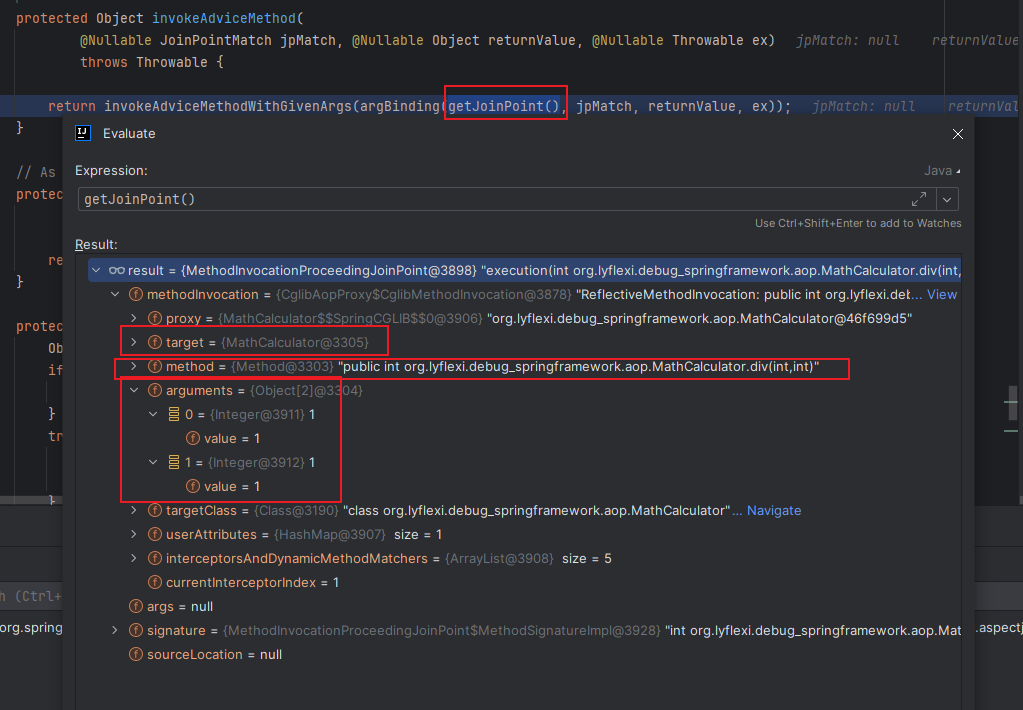 protected Object invokeAdviceMethod(
@Nullable JoinPointMatch jpMatch, @Nullable Object returnValue, @Nullable Throwable ex) jpMatch: null returnValue
throws Throwable {
return invokeAdviceMethodWithGivenArgs(argBinding(getJoinPoint(), jpMatch, returnValue, ex)); jpMatch: null returnVal
}
Evaluate
// As
Expression:
Java
protec
getJoinPoint()
Use Ctrl+Shift+Enter to add to Watches
Result:
re
result = {MethodInvocationProceedingJoinPoint@3898} "execution(int org.lyflexi.debug_springframework.aop.MathCalculator.div(int,
}
methodInvocation = {CglibAopProxy$CglibMethodInvocation@3878} "ReflectiveMethodInvocation: public int org.lyflexi.det... View
protec
proxy = {MathCalculator$$SpringCGLIB$$0@3906} "org.lyflexi.debug_springframework.aop.MathCalculator@46f699d5"
Ob
target = {MathCalculator@3305}
if
method = {Method@3303} "public int org.lyflexi.debug_springframework.aop.MathCalculator.div(int,int)"
arguments = {Object[2]@3304}
}
0 = {Integer@3911} 1
tr
value = 1
1 = {Integer@3912} 1
value = 1
}
targetClass = {Class@3190} "class org.lyflexi.debug_springframework.aop.MathCalculator"... Navigate
userAttributes = {HashMap@3907} size = 1
interceptorsAndDynamicMethodMatchers = {ArrayList@3908} size = 5
currentInterceptorIndex = 1
h (Ctrl+
args = null
org.spring
signature = {MethodInvocationProceedingJoinPoint$MethodSignatureImpl@3928} "int org.lyflexi.debug_springframework.aop.Mat
.aspectj
sourceLocation = null